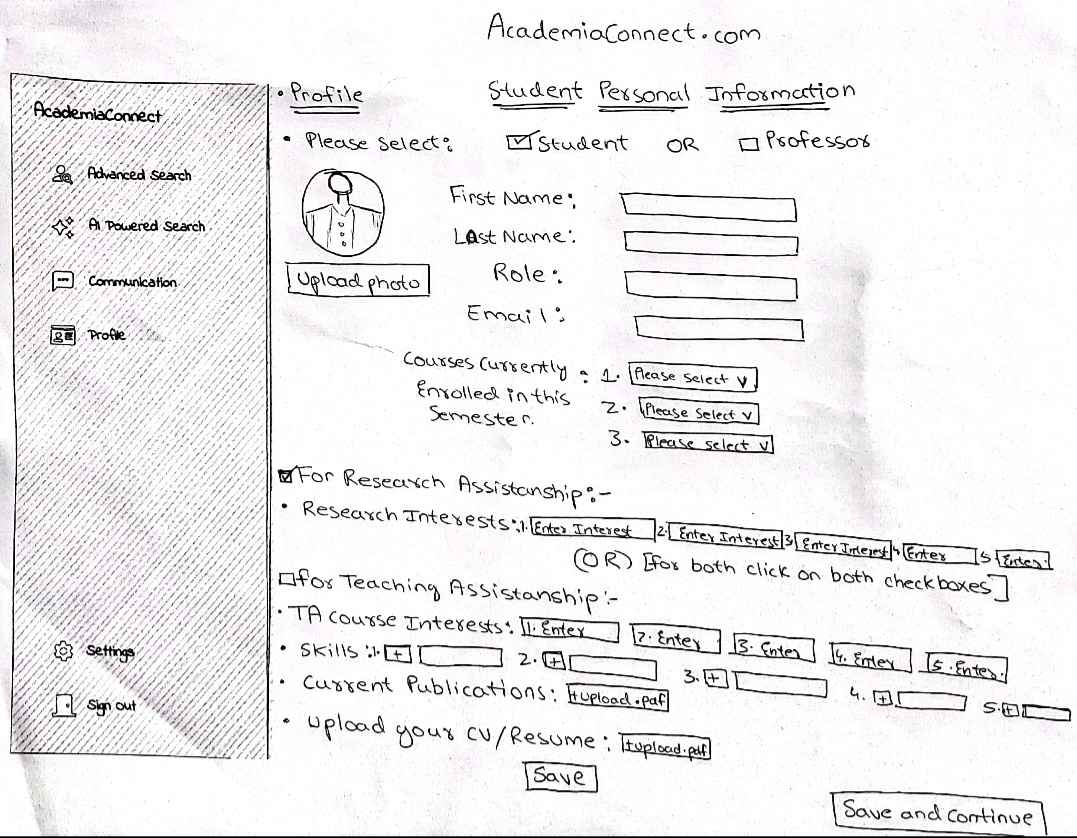 AcademiaConnect.com
AcademiaConnect
Advanced Search
AI Powered Search
Communication
Profile
Settings
Sign out
• Profile
Student Personal Information
• Please Select: ☑ Student OR ☐ Professor
Upload photo
First Name:
Last Name:
Role:
Email:
Courses Currently : 1. Please Select v
Enrolled in this 2. Please Select v
Semester. 3. Please select v
☑ For Research Assistanship:-
• Research Interests: 1. Enter Interest 2. Enter Interest 3. Enter Interest 4. Enter 5. Enter.
(OR) [For both click on both checkboxes]
☐ for Teaching Assistanship:-
• TA course Interests: 1. Enter 2. Enter 3. Enter 4. Enter 5. Enter.
• Skills: 1. + 2. + 3. + 4. + 5. +
• Current Publications: +upload.paf
• upload your CV/Resume: +upload.pdf
Save
Save and continue